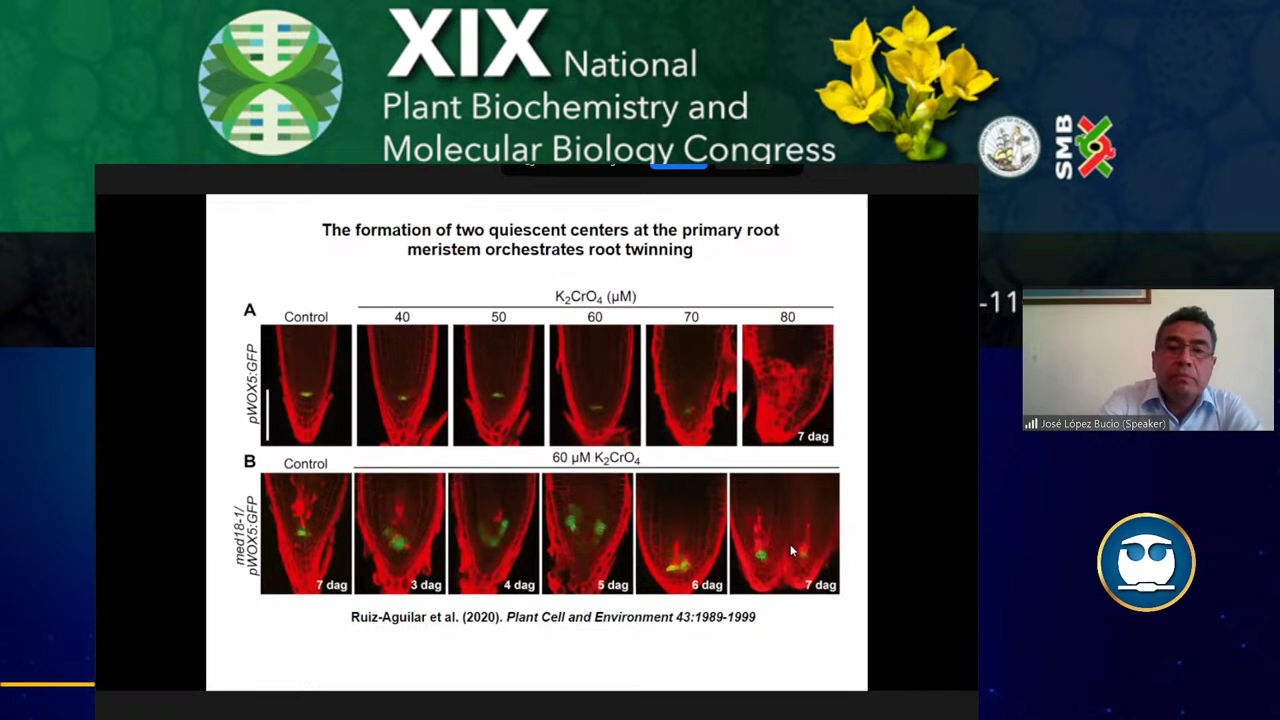 XIX National
Plant Biochemistry and
Molecular Biology Congress
SMB
The formation of two quiescent centers at the primary root
meristem orchestrates root twinning
K₂CrO₄ (µM)
A
Control 40 50 60 70 80
pWOX5:GFP
7 dag
B
Control
60 µM K₂CrO₄
med18-1/
pWOX5:GFP
7 dag 3 dag 4 dag 5 dag 6 dag 7 dag
Ruiz-Aguilar et al. (2020). Plant Cell and Environment 43:1989-1999
-11
José López Bucio (Speaker)